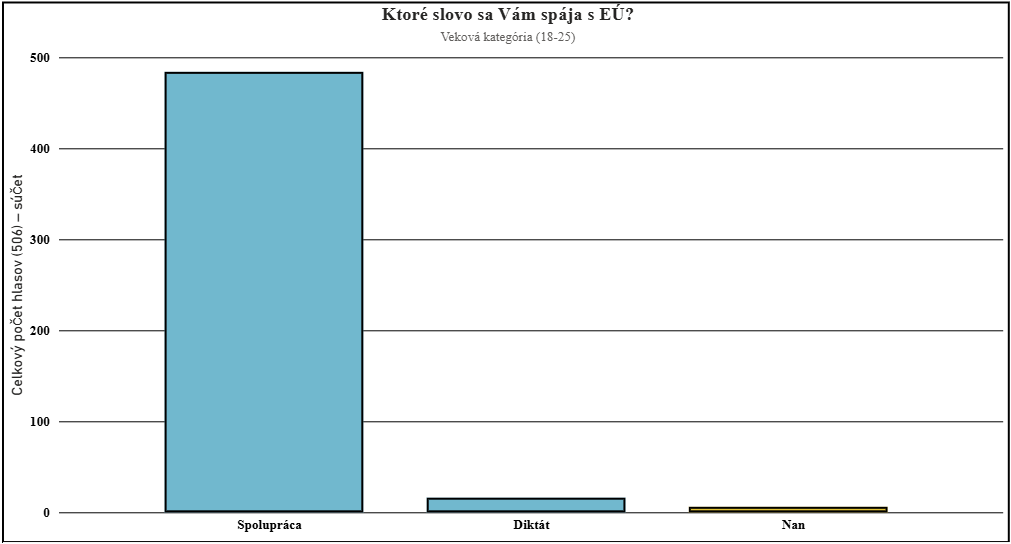 Ktoré slovo sa Vám spája s EÚ?
Veková kategória (18-25)
Celkový počet hlasov (506) – súčet
500
400
300
200
100
0
Spolupráca
Diktát
Nan